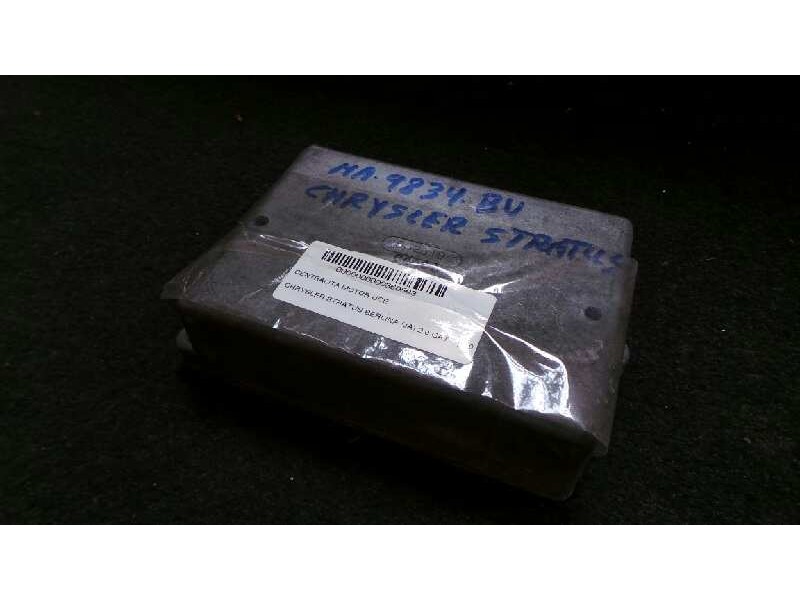 MA.9834.BU
CHRYSLER STRATUS
CENTRALITA MOTOR UCE
CHRYSLER STRATUS BERLINA (JA) 2.0 CAT